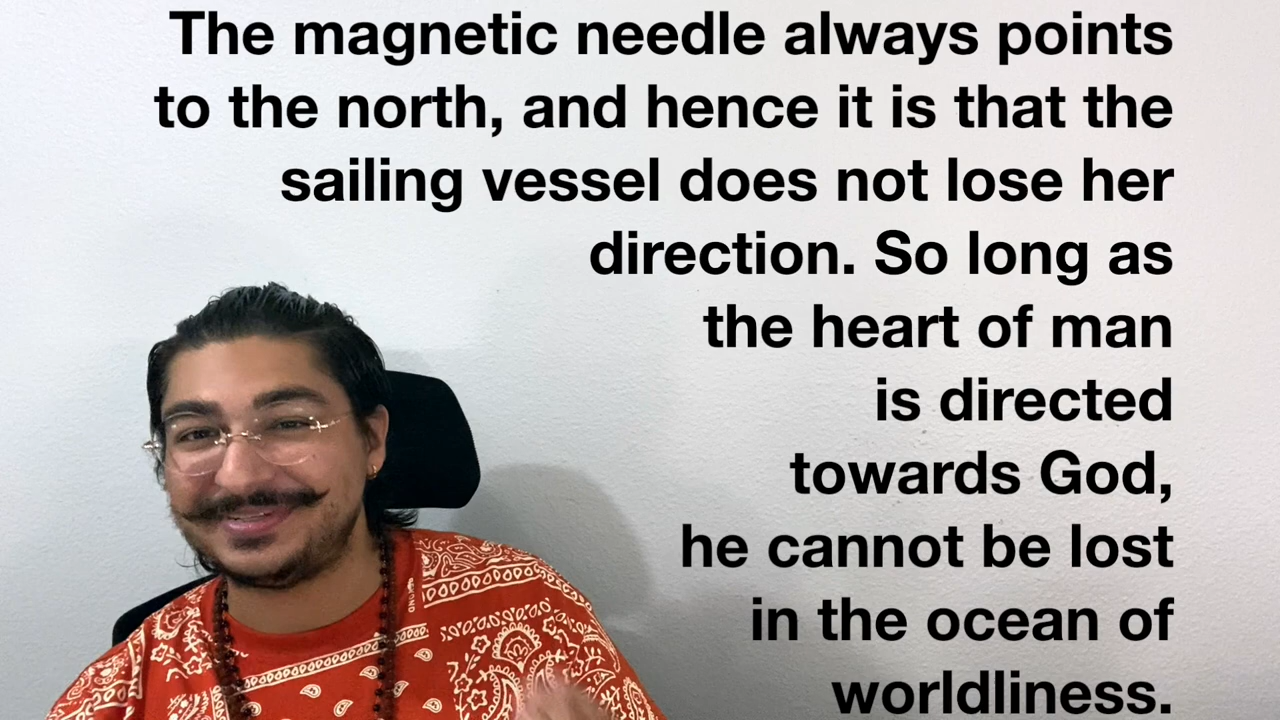 The magnetic needle always points
to the north, and hence it is that the
sailing vessel does not lose her
direction. So long as
the heart of man
is directed
towards God,
he cannot be lost
in the ocean of
worldliness.